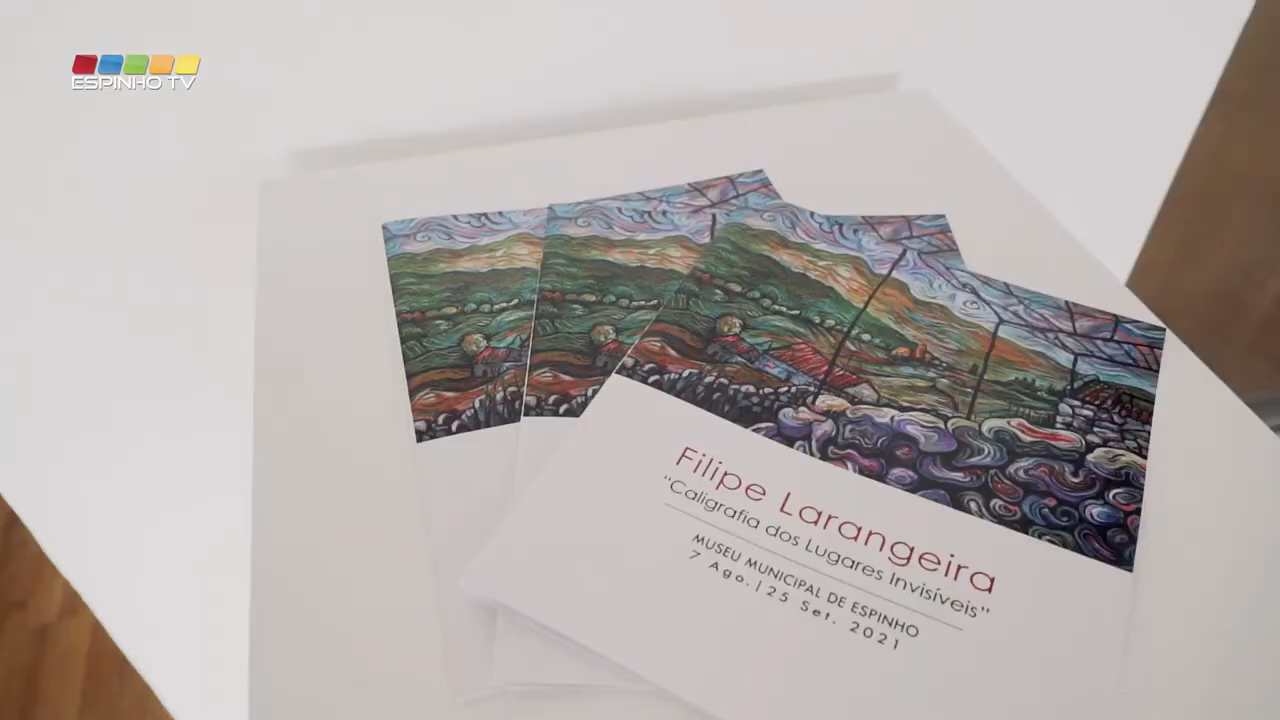 ESPINHO TV
Filipe Larangeira
“Caligrafia dos Lugares Invisíveis”
MUSEU MUNICIPAL DE ESPINHO
7 Ago. | 25 Set. 2021